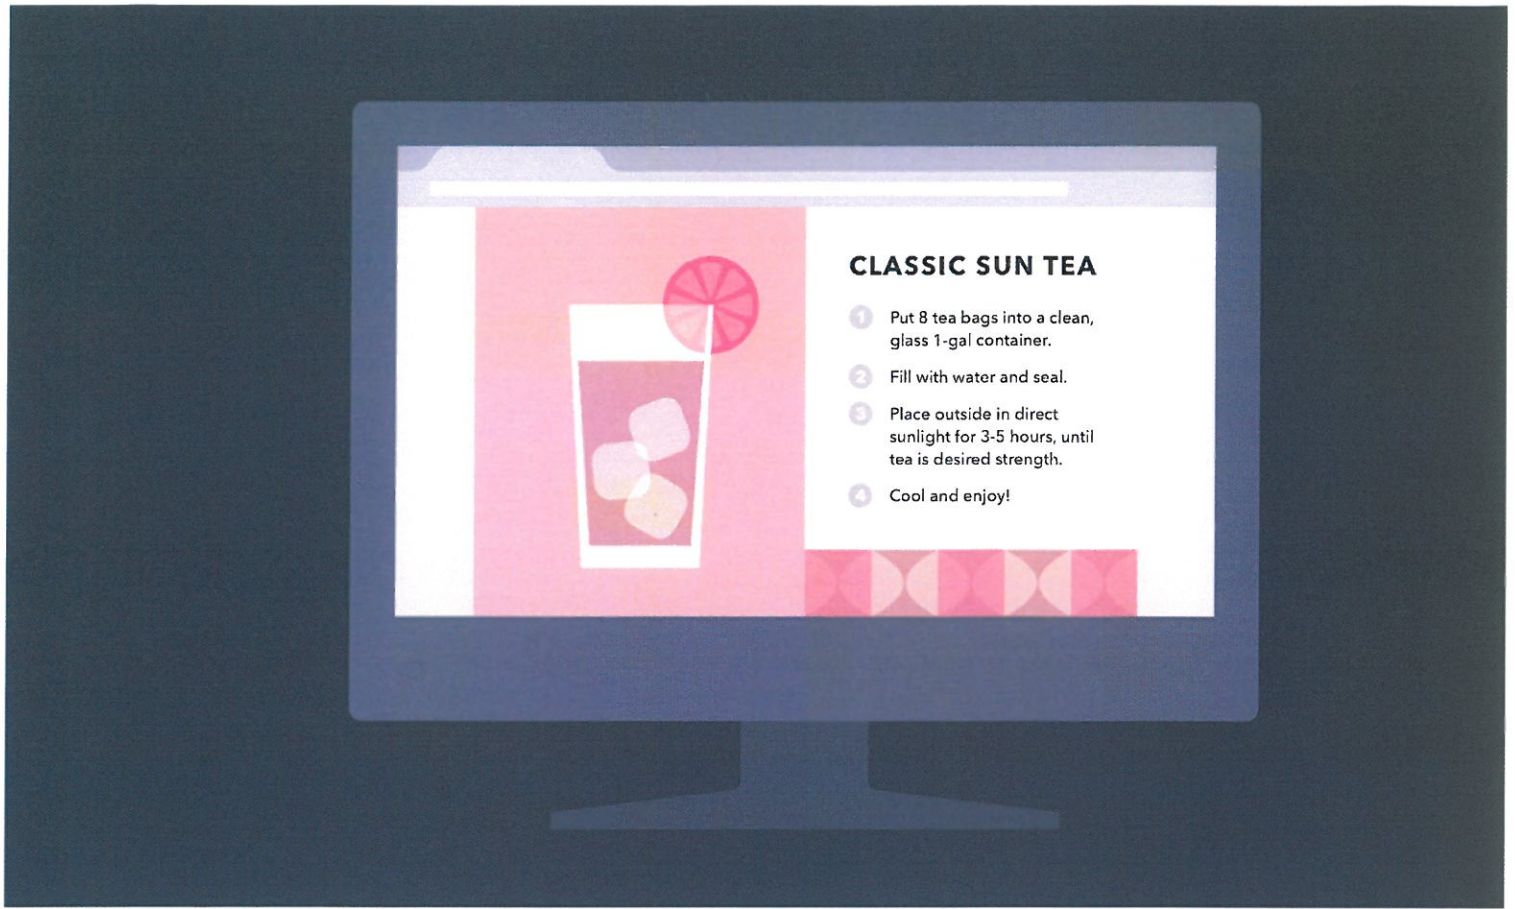 CLASSIC SUN TEA
1 Put 8 tea bags into a clean,
glass 1-gal container.
2 Fill with water and seal.
3 Place outside in direct
sunlight for 3-5 hours, until
tea is desired strength.
4 Cool and enjoy!